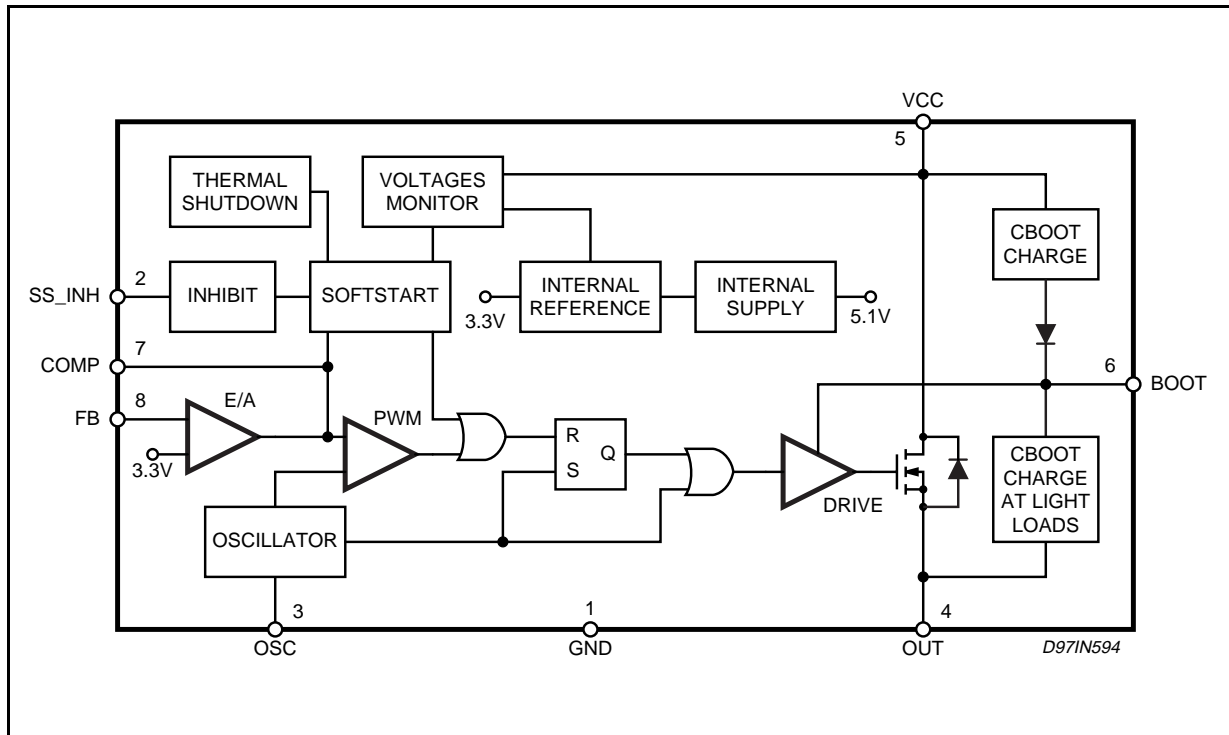 VCC
5
THERMAL
SHUTDOWN
VOLTAGES
MONITOR
CBOOT
CHARGE
2
SS_INH
INHIBIT
SOFTSTART
3.3V
INTERNAL
REFERENCE
INTERNAL
SUPPLY
5.1V
7
COMP
6
BOOT
8
FB
E/A
3.3V
PWM
R
S
Q
DRIVE
CBOOT
CHARGE
AT LIGHT
LOADS
OSCILLATOR
3
OSC
1
GND
4
OUT
D97IN594